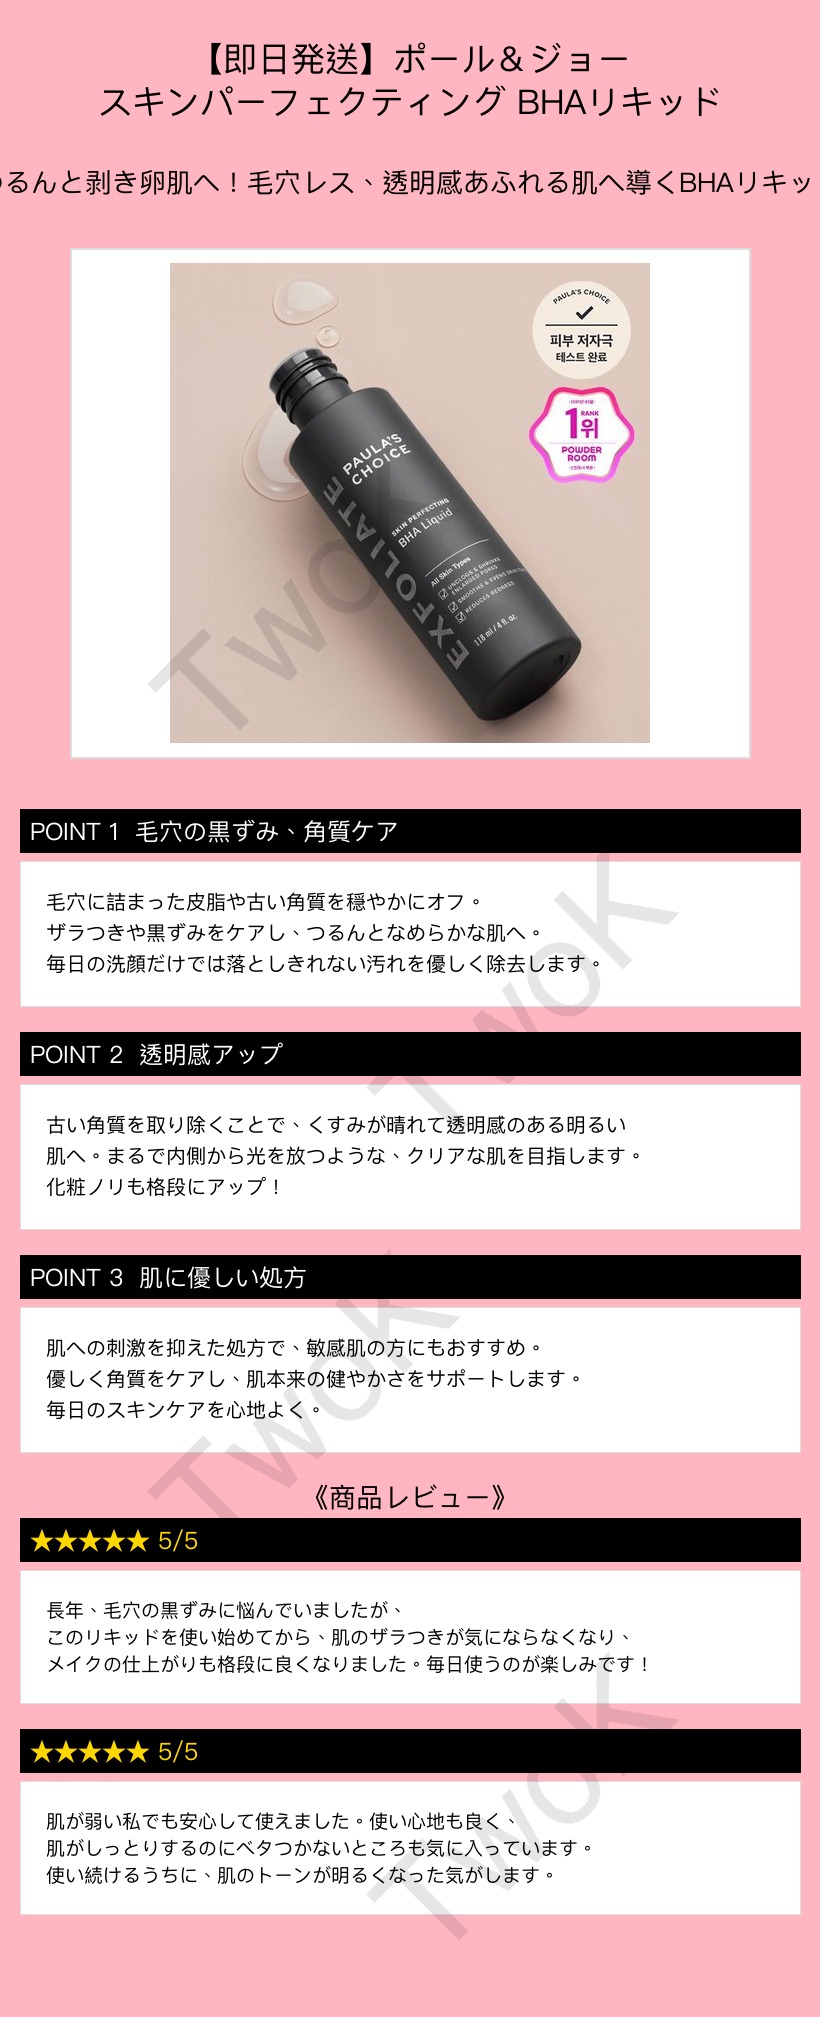 【即日発送】ポール＆ジョー
スキンパーフェクティング BHAリキッド
るんと剥き卵肌へ！毛穴レス、透明感あふれる肌へ導くBHAリキッ
PAULA'S CHOICE
피부 저자극
테스트 완료
1위
RANK
POWDER
ROOM
PAULA'S
CHOICE
SKIN PERFECTING
BHA Liquid
EXFOLIATE
All Skin Types
UNCLOGS & SHRINKS
ENLARGED PORES
SMOOTHS & EVENS SKIN
REDUCES REDNESS
118 ml / 4 fl. oz.
TwoK
POINT 1 毛穴の黒ずみ、角質ケア
毛穴に詰まった皮脂や古い角質を穏やかにオフ。
ザラつきや黒ずみをケアし、つるんとなめらかな肌へ。
毎日の洗顔だけでは落としきれない汚れを優しく除去します。
TwoK
POINT 2 透明感アップ
古い角質を取り除くことで、くすみが晴れて透明感のある明るい
肌へ。まるで内側から光を放つような、クリアな肌を目指します。
化粧ノリも格段にアップ！
POINT 3 肌に優しい処方
肌への刺激を抑えた処方で、敏感肌の方にもおすすめ。
優しく角質をケアし、肌本来の健やかさをサポートします。
毎日のスキンケアを心地よく。
TwoK
《商品レビュー》
★★★★★ 5/5
長年、毛穴の黒ずみに悩んでいましたが、
このリキッドを使い始めてから、肌のザラつきが気にならなくなり、
メイクの仕上がりも格段に良くなりました。毎日使うのが楽しみです！
★★★★★ 5/5
肌が弱い私でも安心して使えました。使い心地も良く、
肌がしっとりするのにベタつかないところも気に入っています。
使い続けるうちに、肌のトーンが明るくなった気がします。
TwoK